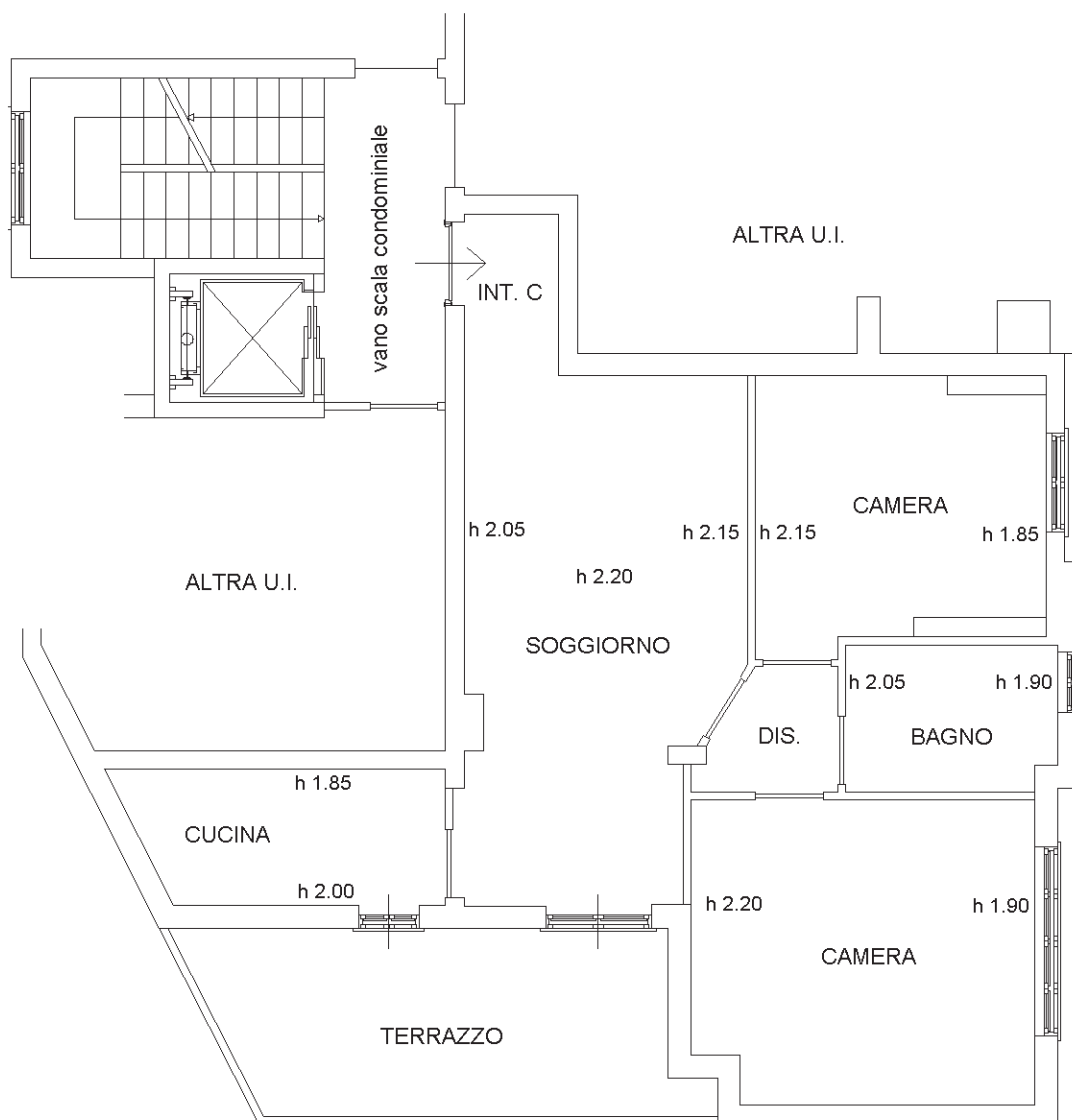 vano scala condominiale
ALTRA U.I.
INT. C
CAMERA
h 2.05
h 2.15
h 2.15
h 1.85
h 2.20
ALTRA U.I.
SOGGIORNO
h 2.05
h 1.90
DIS.
BAGNO
h 1.85
CUCINA
h 2.00
h 2.20
h 1.90
CAMERA
TERRAZZO